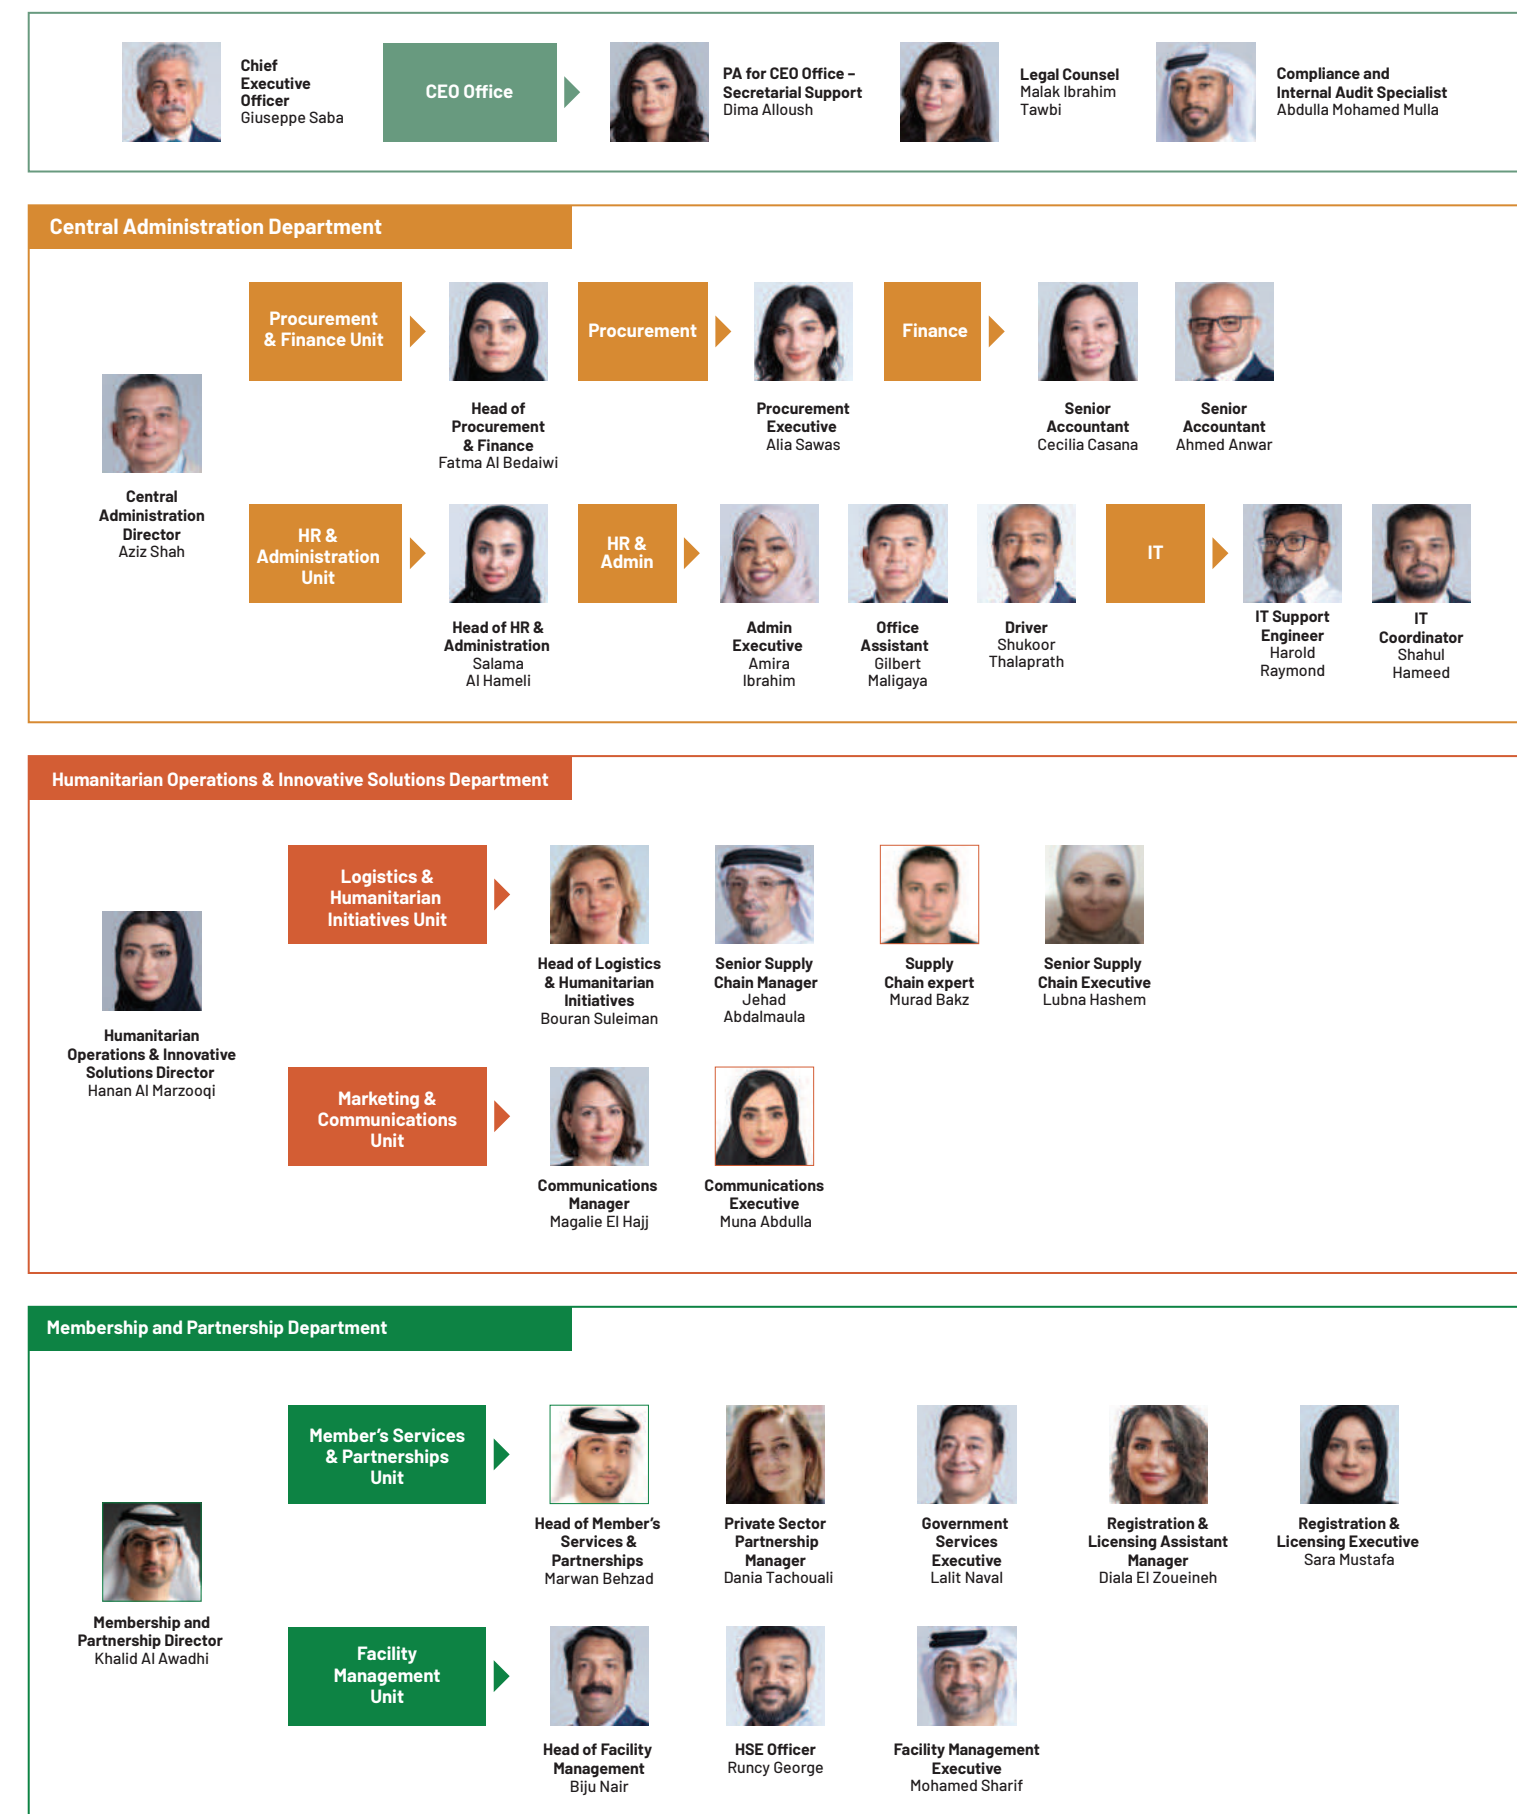 Chief
Executive
Officer
Giuseppe Saba
CEO Office
PA for CEO Office –
Secretarial Support
Dima Alloush
Legal Counsel
Malak Ibrahim
Tawbi
Compliance and
Internal Audit Specialist
Abdulla Mohamed Mulla
Central Administration Department
Central
Administration
Director
Aziz Shah
Procurement
& Finance Unit
Head of
Procurement
& Finance
Fatma Al Bedaiwi
Procurement
Procurement
Executive
Alia Sawas
Finance
Senior
Accountant
Cecilia Casana
Senior
Accountant
Ahmed Anwar
HR &
Administration
Unit
Head of HR &
Administration
Salama
Al Hameli
HR &
Admin
Admin
Executive
Amira
Ibrahim
Office
Assistant
Gilbert
Maligaya
Driver
Shukoor
Thalaprath
IT
IT Support
Engineer
Harold
Raymond
IT
Coordinator
Shahul
Hameed
Humanitarian Operations & Innovative Solutions Department
Humanitarian
Operations & Innovative
Solutions Director
Hanan Al Marzooqi
Logistics &
Humanitarian
Initiatives Unit
Head of Logistics
& Humanitarian
Initiatives
Bouran Suleiman
Senior Supply
Chain Manager
Jehad
Abdalmaula
Supply
Chain expert
Murad Bakz
Senior Supply
Chain Executive
Lubna Hashem
Marketing &
Communications
Unit
Communications
Manager
Magalie El Hajj
Communications
Executive
Muna Abdulla
Membership and Partnership Department
Membership and
Partnership Director
Khalid Al Awadhi
Member’s Services
& Partnerships
Unit
Head of Member’s
Services &
Partnerships
Marwan Behzad
Private Sector
Partnership
Manager
Dania Tachouali
Government
Services
Executive
Lalit Naval
Registration &
Licensing Assistant
Manager
Diala El Zoueineh
Registration &
Licensing Executive
Sara Mustafa
Facility
Management
Unit
Head of Facility
Management
Biju Nair
HSE Officer
Runcy George
Facility Management
Executive
Mohamed Sharif